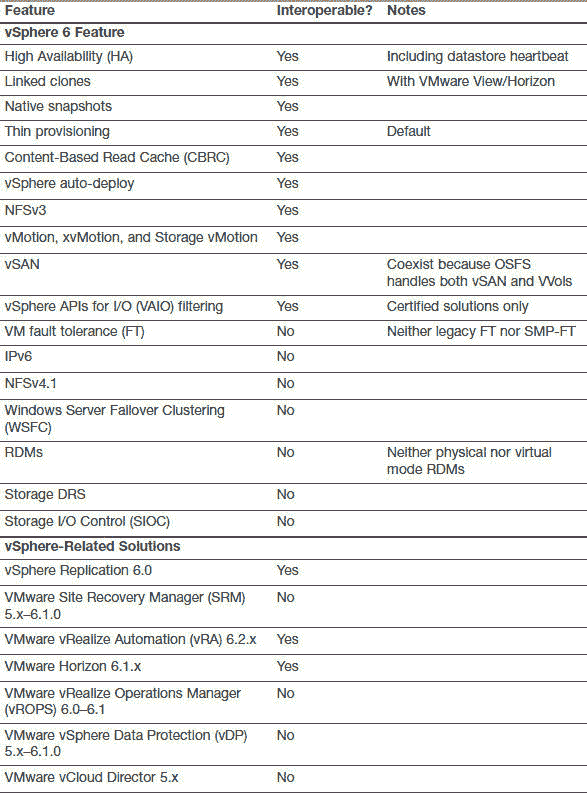 Feature Interoperable? Notes
vSphere 6 Feature
High Availability (HA) Yes Including datastore heartbeat
Linked clones Yes With VMware View/Horizon
Native snapshots Yes
Thin provisioning Yes Default
Content-Based Read Cache (CBRC) Yes
vSphere auto-deploy Yes
NFSv3 Yes
vMotion, xvMotion, and Storage vMotion Yes
vSAN Yes Coexist because OSFS
handles both vSAN and VVols
vSphere APIs for I/O (VAIO) filtering Yes Certified solutions only
VM fault tolerance (FT) No Neither legacy FT nor SMP-FT
IPv6 No
NFSv4.1 No
Windows Server Failover Clustering No
(WSFC)
RDMs No Neither physical nor virtual
mode RDMs
Storage DRS No
Storage I/O Control (SIOC) No
vSphere-Related Solutions
vSphere Replication 6.0 Yes
VMware Site Recovery Manager (SRM) No
5.x–6.1.0
VMware vRealize Automation (vRA) 6.2.x Yes
VMware Horizon 6.1.x Yes
VMware vRealize Operations Manager No
(vROPS) 6.0–6.1
VMware vSphere Data Protection (vDP) No
5.x–6.1.0
VMware vCloud Director 5.x No